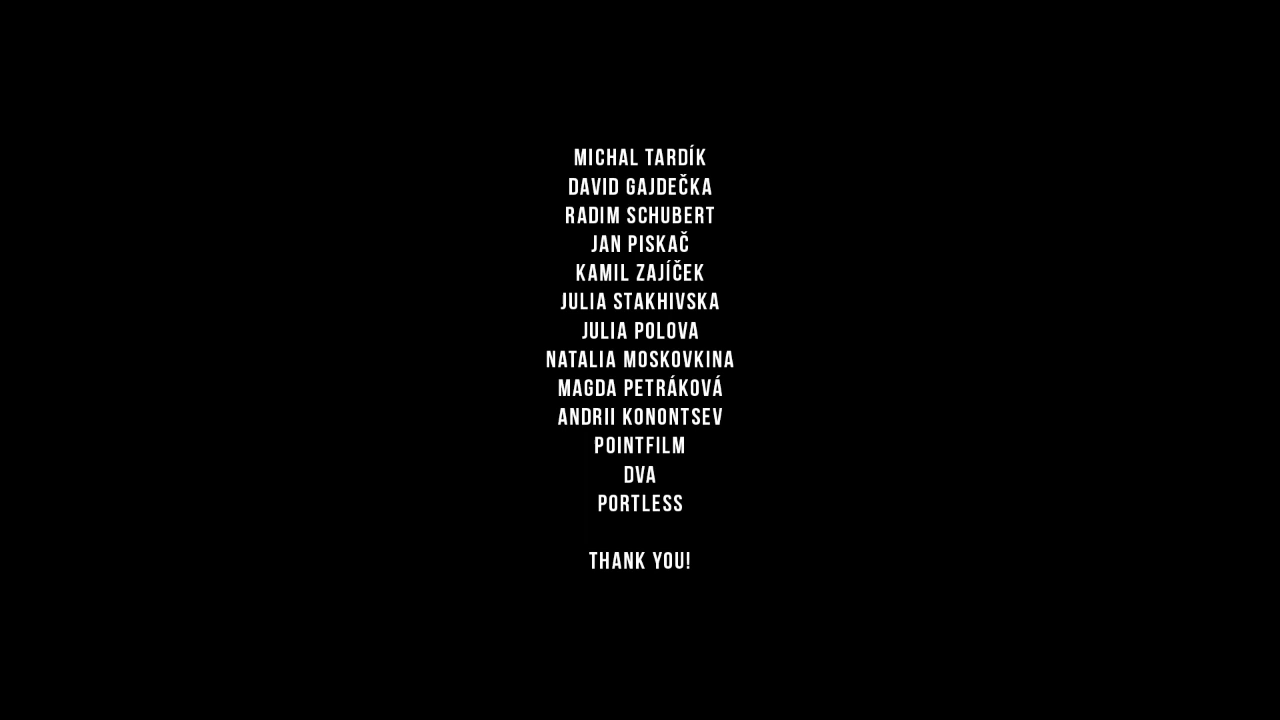 MICHAL TARDÍK
DAVID GAJDEČKA
RADIM SCHUBERT
JAN PISKAČ
KAMIL ZAJÍČEK
JULIA STAKHIVSKA
JULIA POLOVA
NATALIA MOSKOVKINA
MAGDA PETRÁKOVÁ
ANDRII KONONTSEV
POINTFILM
DVA
PORTLESS
THANK YOU!